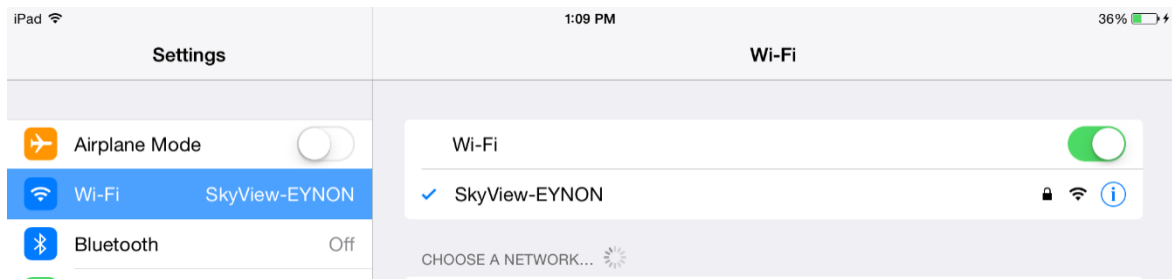 iPad 1:09 PM 36%
Settings Wi-Fi
Airplane Mode
Wi-Fi SkyView-EYNON
Bluetooth Off
Wi-Fi
SkyView-EYNON
CHOOSE A NETWORK...